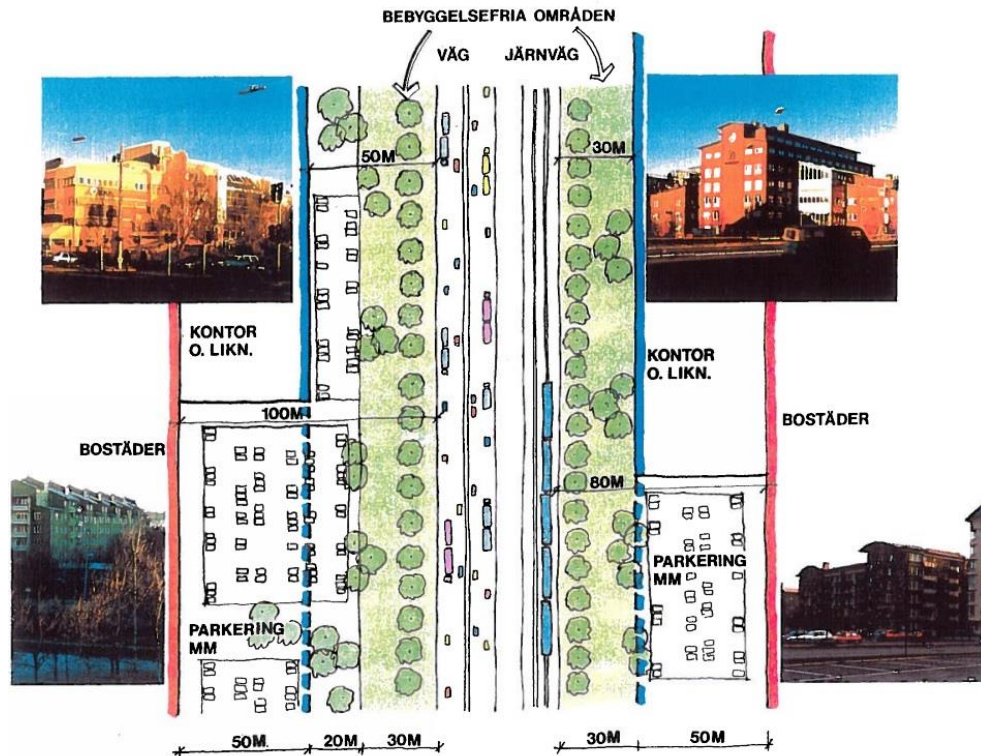 BEBYGGELSEFRIA OMRÅDEN
VÄG
JÄRNVÄG
50M
30M
KONTOR
O. LIKN.
KONTOR
O. LIKN.
100M
BOSTÄDER
BOSTÄDER
80M
PARKERING
MM
PARKERING
MM
50M
20M
30M
30M
50M